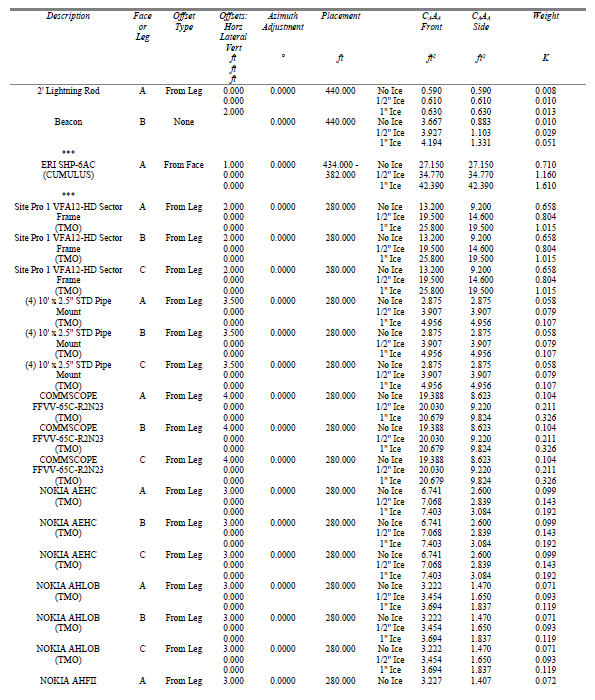 Description Face Offset Offsets: Azimuth Placement CAAA CAAA Weight
or Type Horz Adjustment Front Side
Leg Lateral
Vert
ft ° ft ft² ft² K
ft
ft
2' Lightning Rod A From Leg 0.000 0.0000 440.000 No Ice 0.590 0.590 0.008
0.000 1/2" Ice 0.610 0.610 0.010
2.000 1" Ice 0.630 0.630 0.013
Beacon B None 0.0000 440.000 No Ice 3.667 0.883 0.010
1/2" Ice 3.927 1.103 0.029
1" Ice 4.194 1.331 0.051
***
ERI SHP-6AC A From Face 1.000 0.0000 434.000 - No Ice 27.150 27.150 0.710
(CUMULUS) 0.000 382.000 1/2" Ice 34.770 34.770 1.160
0.000 1" Ice 42.390 42.390 1.610
***
Site Pro 1 VFA12-HD Sector A From Leg 2.000 0.0000 280.000 No Ice 13.200 9.200 0.658
Frame 0.000 1/2" Ice 19.500 14.600 0.804
(TMO) 0.000 1" Ice 25.800 19.500 1.015
Site Pro 1 VFA12-HD Sector B From Leg 2.000 0.0000 280.000 No Ice 13.200 9.200 0.658
Frame 0.000 1/2" Ice 19.500 14.600 0.804
(TMO) 0.000 1" Ice 25.800 19.500 1.015
Site Pro 1 VFA12-HD Sector C From Leg 2.000 0.0000 280.000 No Ice 13.200 9.200 0.658
Frame 0.000 1/2" Ice 19.500 14.600 0.804
(TMO) 0.000 1" Ice 25.800 19.500 1.015
(4) 10' x 2.5" STD Pipe A From Leg 3.500 0.0000 280.000 No Ice 2.875 2.875 0.058
Mount 0.000 1/2" Ice 3.907 3.907 0.079
(TMO) 0.000 1" Ice 4.956 4.956 0.107
(4) 10' x 2.5" STD Pipe B From Leg 3.500 0.0000 280.000 No Ice 2.875 2.875 0.058
Mount 0.000 1/2" Ice 3.907 3.907 0.079
(TMO) 0.000 1" Ice 4.956 4.956 0.107
(4) 10' x 2.5" STD Pipe C From Leg 3.500 0.0000 280.000 No Ice 2.875 2.875 0.058
Mount 0.000 1/2" Ice 3.907 3.907 0.079
(TMO) 0.000 1" Ice 4.956 4.956 0.107
COMMSCOPE A From Leg 4.000 0.0000 280.000 No Ice 19.388 8.623 0.104
FFVV-65C-R2N23 0.000 1/2" Ice 20.030 9.220 0.211
(TMO) 0.000 1" Ice 20.679 9.824 0.326
COMMSCOPE B From Leg 4.000 0.0000 280.000 No Ice 19.388 8.623 0.104
FFVV-65C-R2N23 0.000 1/2" Ice 20.030 9.220 0.211
(TMO) 0.000 1" Ice 20.679 9.824 0.326
COMMSCOPE C From Leg 4.000 0.0000 280.000 No Ice 19.388 8.623 0.104
FFVV-65C-R2N23 0.000 1/2" Ice 20.030 9.220 0.211
(TMO) 0.000 1" Ice 20.679 9.824 0.326
NOKIA AEHC A From Leg 3.000 0.0000 280.000 No Ice 6.741 2.600 0.099
(TMO) 0.000 1/2" Ice 7.068 2.839 0.143
0.000 1" Ice 7.403 3.084 0.192
NOKIA AEHC B From Leg 3.000 0.0000 280.000 No Ice 6.741 2.600 0.099
(TMO) 0.000 1/2" Ice 7.068 2.839 0.143
0.000 1" Ice 7.403 3.084 0.192
NOKIA AEHC C From Leg 3.000 0.0000 280.000 No Ice 6.741 2.600 0.099
(TMO) 0.000 1/2" Ice 7.068 2.839 0.143
0.000 1" Ice 7.403 3.084 0.192
NOKIA AHLOB A From Leg 3.000 0.0000 280.000 No Ice 3.222 1.470 0.071
(TMO) 0.000 1/2" Ice 3.454 1.650 0.093
0.000 1" Ice 3.694 1.837 0.119
NOKIA AHLOB B From Leg 3.000 0.0000 280.000 No Ice 3.222 1.470 0.071
(TMO) 0.000 1/2" Ice 3.454 1.650 0.093
0.000 1" Ice 3.694 1.837 0.119
NOKIA AHLOB C From Leg 3.000 0.0000 280.000 No Ice 3.222 1.470 0.071
(TMO) 0.000 1/2" Ice 3.454 1.650 0.093
0.000 1" Ice 3.694 1.837 0.119
NOKIA AHFII A From Leg 3.000 0.0000 280.000 No Ice 3.227 1.407 0.072